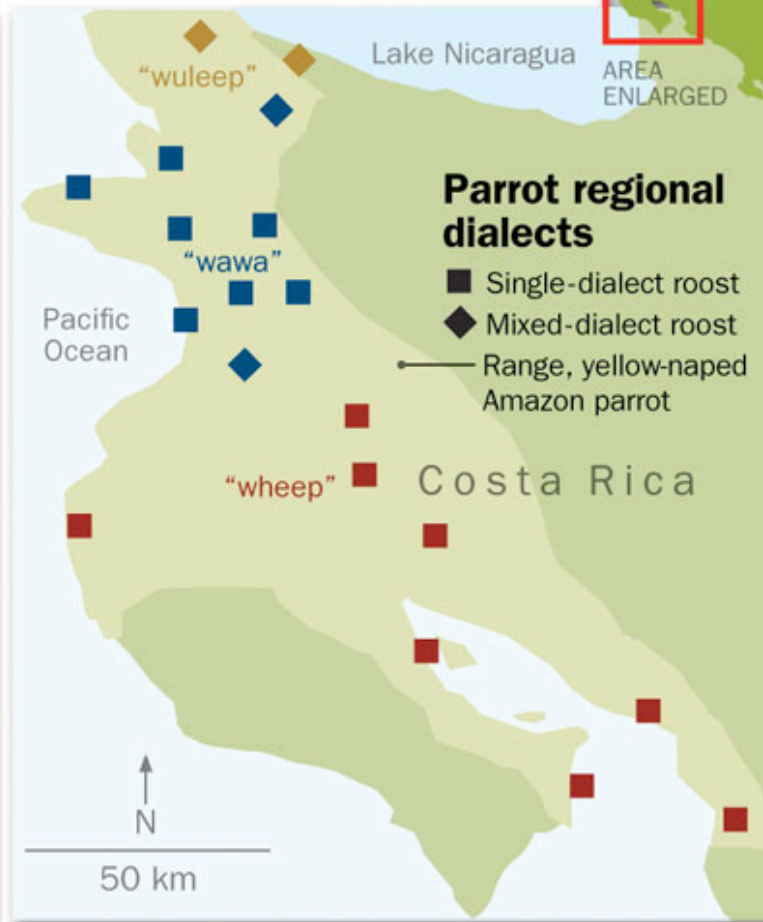 Lake Nicaragua
AREA
ENLARGED
“wuleep”
Parrot regional
dialects
Single-dialect roost
Mixed-dialect roost
Range, yellow-naped
Amazon parrot
“wawa”
Pacific
Ocean
“wheep”
Costa Rica
N
50 km